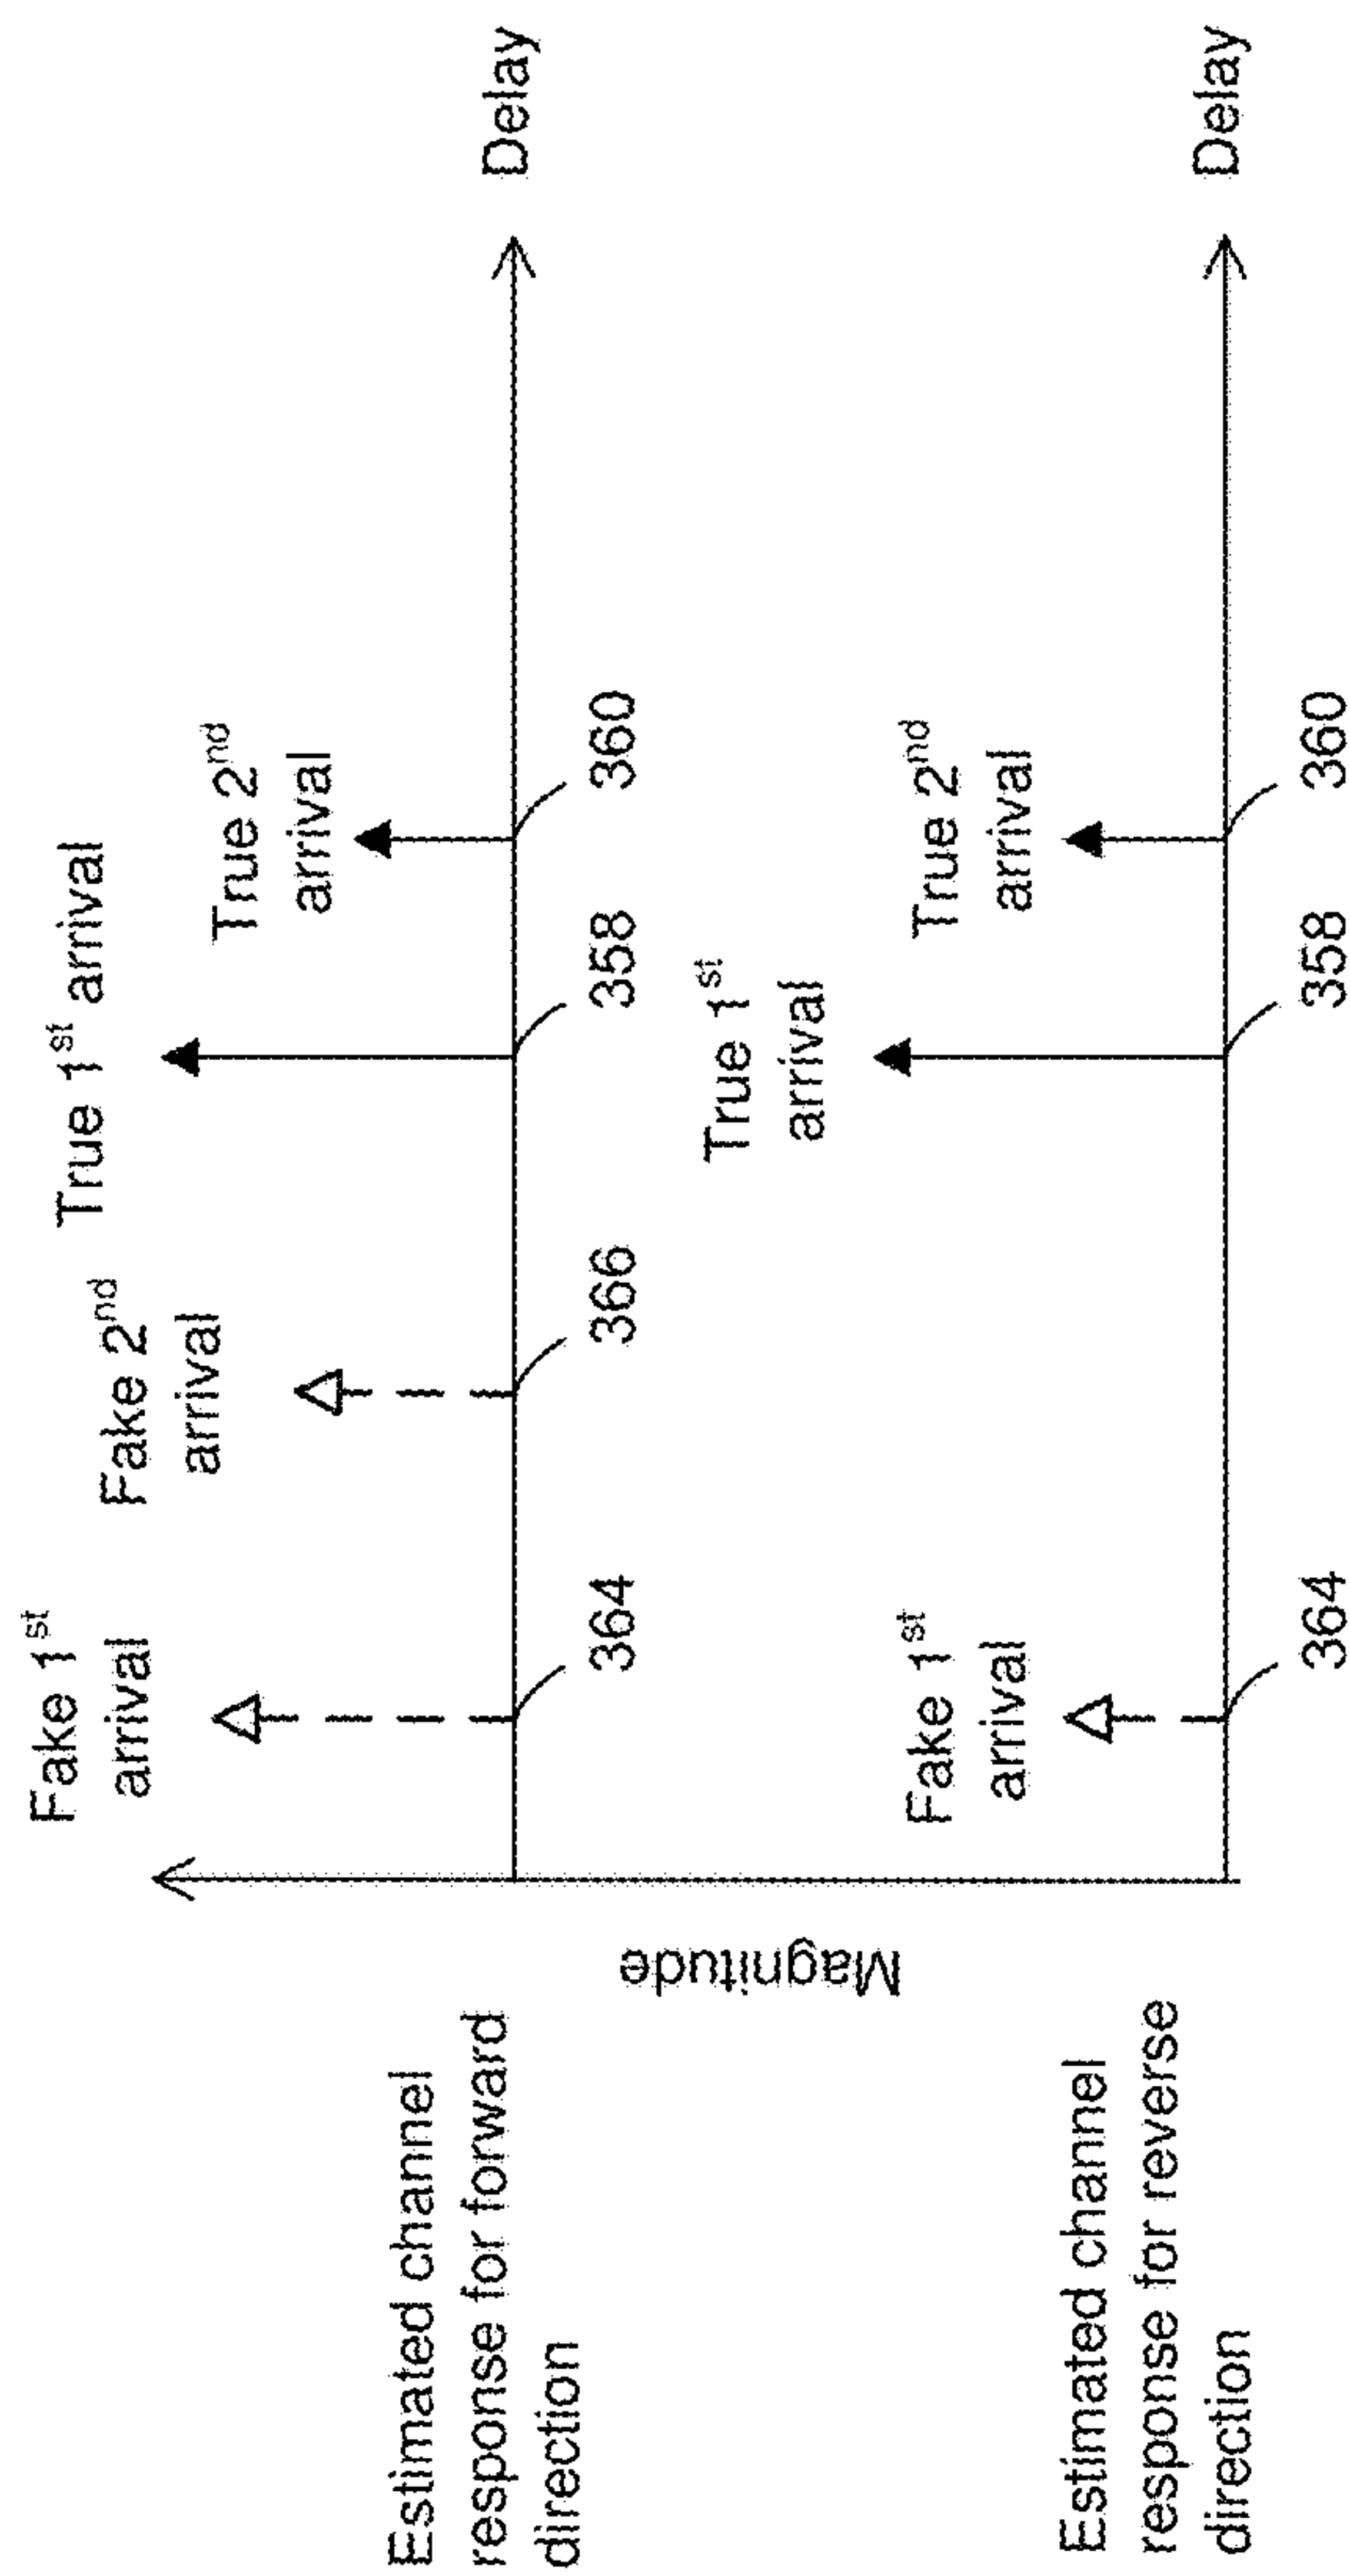 Fake 1st
arrival
Fake 2nd
arrival
True 1st arrival
True 2nd
arrival
Estimated channel
response for forward
direction
364
366
358
360
Delay
Magnitude
Fake 1st
arrival
True 1st
arrival
True 2nd
arrival
Estimated channel
response for reverse
direction
364
358
360
Delay